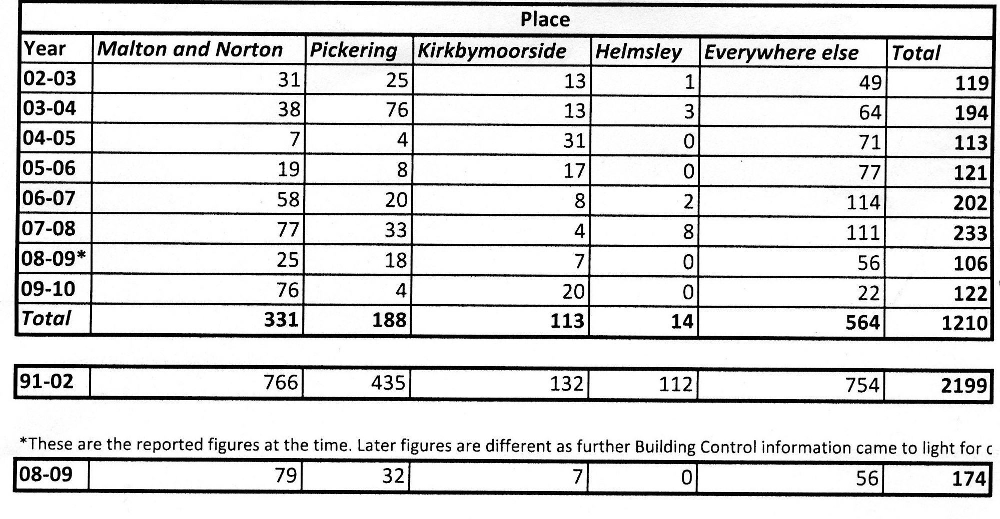 Place
Year Malton and Norton Pickering Kirkbymoorside Helmsley Everywhere else Total
02-03 31 25 13 1 49 119
03-04 38 76 13 3 64 194
04-05 7 4 31 0 71 113
05-06 19 8 17 0 77 121
06-07 58 20 8 2 114 202
07-08 77 33 4 8 111 233
08-09* 25 18 7 0 56 106
09-10 76 4 20 0 22 122
Total 331 188 113 14 564 1210
91-02 766 435 132 112 754 2199
*These are the reported figures at the time. Later figures are different as further Building Control information came to light for c
08-09 79 32 7 0 56 174